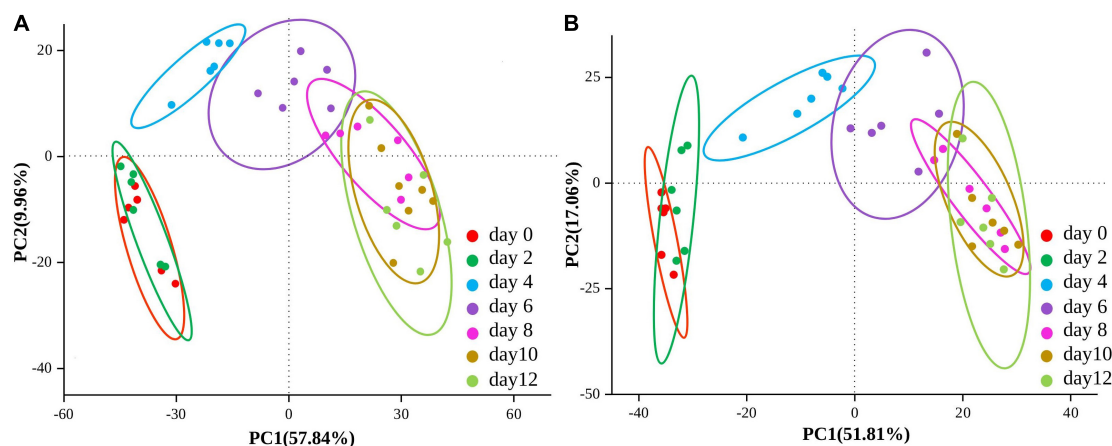 A
20
0
-20
-40
PC2(9.96%)
-60
-30
0
30
60
PC1(57.84%)
day 0
day 2
day 4
day 6
day 8
day10
day12
B
25
0
-25
-50
PC2(17.06%)
-40
-20
0
20
40
PC1(51.81%)
day 0
day 2
day 4
day 6
day 8
day10
day12